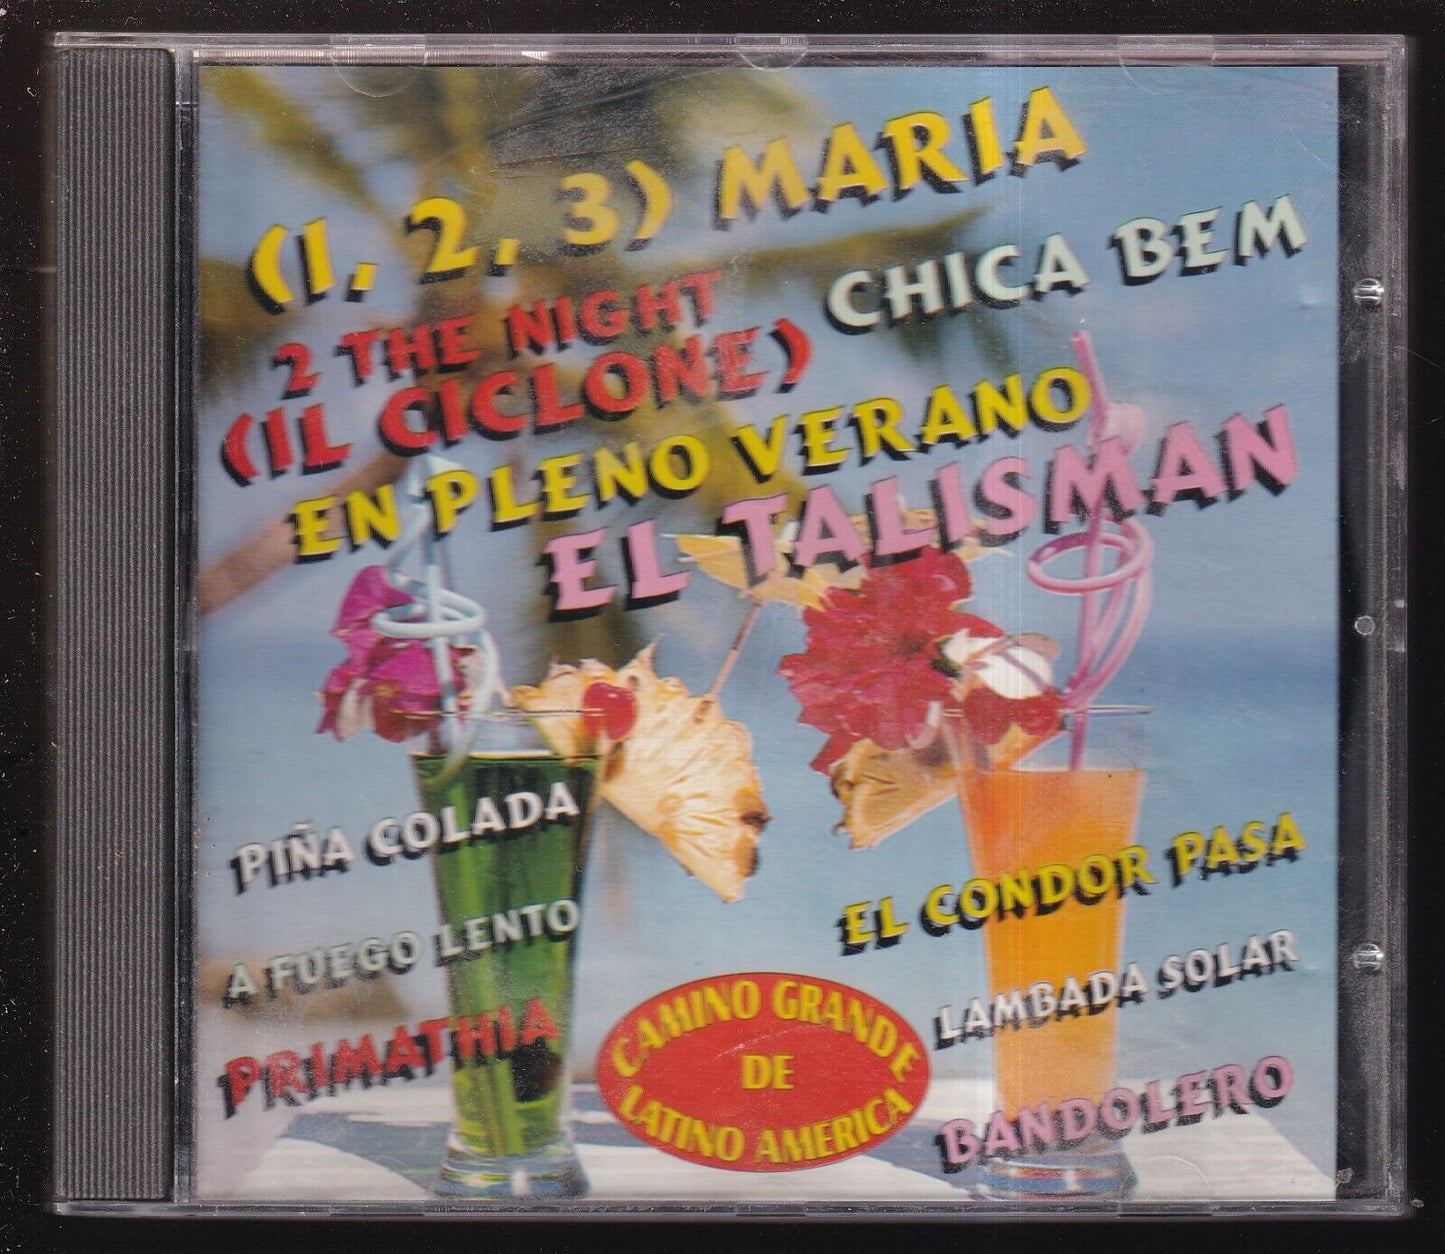 (1, 2, 3) MARIA
CHICA BEM
2 THE NIGHT
(IL CICLONE)
EN PLENO VERANO
EL TALISMAN
PIÑA COLADA
A FUEGO LENTO
PRIMATHIA
EL CONDOR PASA
LAMBADA SOLAR
BANDOLERO
CAMINO GRANDE
DE
LATINO AMERICA